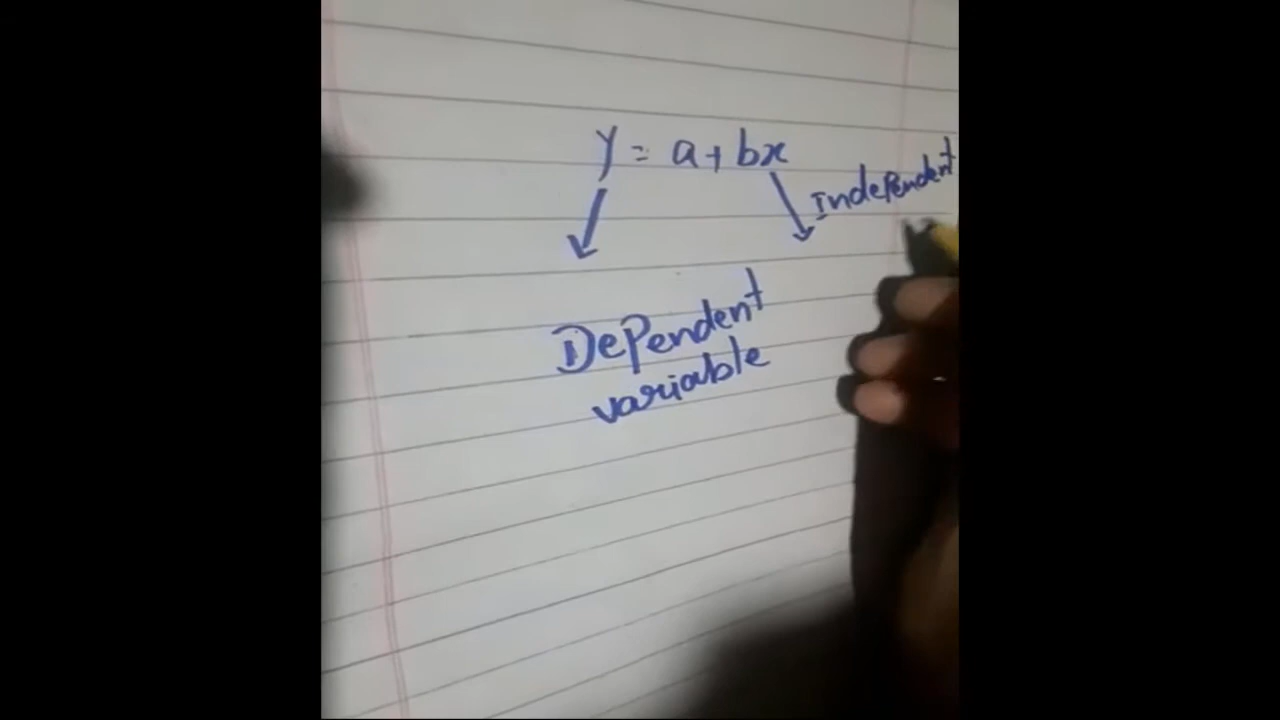 y = a + bx
Independent
Dependent
variable